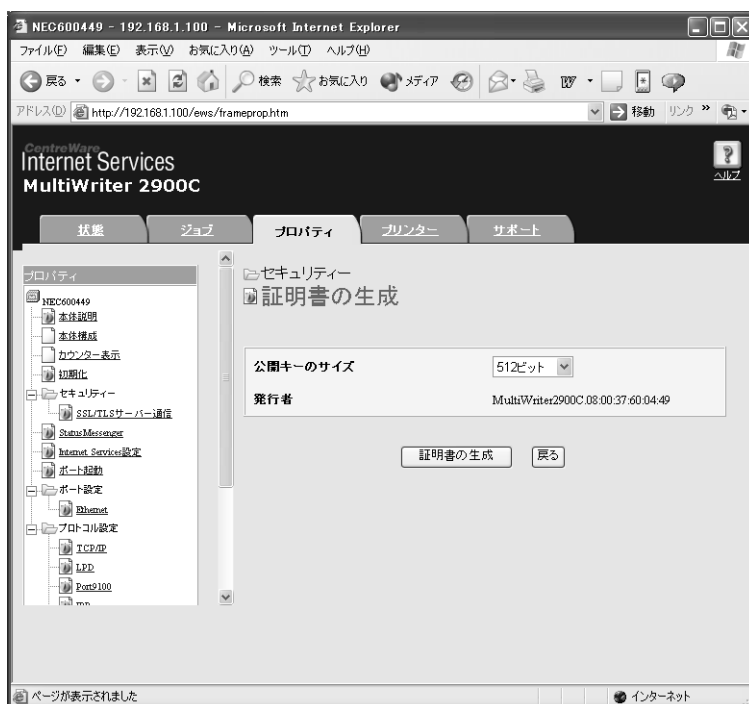 NEC600449 - 192.168.1.100 - Microsoft Internet Explorer
ファイル(F) 編集(E) 表示(V) お気に入り(A) ツール(T) ヘルプ(H)
戻る 検索 お気に入り メディア
アドレス(D) http://192.168.1.100/ews/frameprop.htm 移動 リンク »
CentreWare
Internet Services
MultiWriter 2900C
ヘルプ
状態 ジョブ プロパティ プリンター サポート
プロパティ
NEC600449
本体説明
本体構成
カウンター表示
初期化
セキュリティー
SSL/TLSサーバー通信
StatusMessenger
Internet Services設定
ポート起動
ポート設定
Ethernet
プロトコル設定
TCP/IP
LPD
Port9100
セキュリティー
証明書の生成
公開キーのサイズ 512ビット
発行者 MultiWriter2900C.08:00:37:60:04:49
証明書の生成 戻る
ページが表示されました インターネット